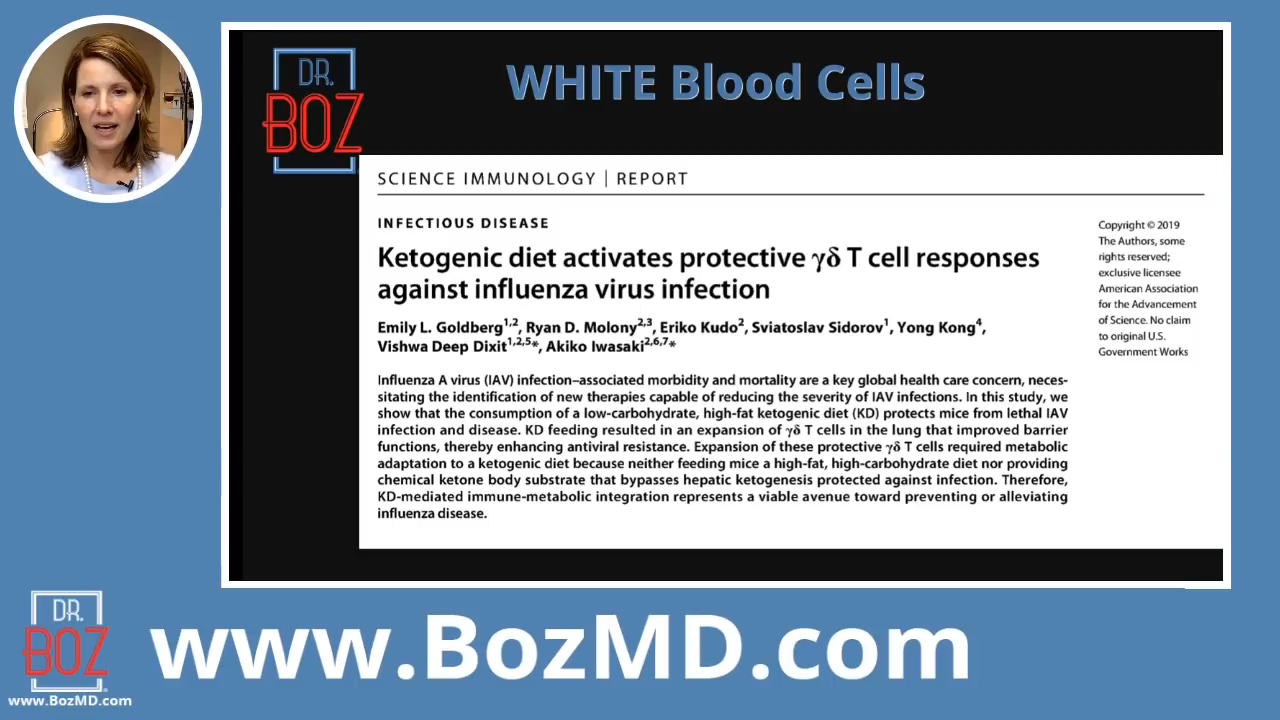 DR.
BOZ
WHITE Blood Cells
SCIENCE IMMUNOLOGY | REPORT
INFECTIOUS DISEASE
Ketogenic diet activates protective γδ T cell responses
against influenza virus infection
Emily L. Goldberg1,2, Ryan D. Molony2,3, Eriko Kudo2, Sviatoslav Sidorov1, Yong Kong4,
Vishwa Deep Dixit1,2,5*, Akiko Iwasaki2,6,7*
Influenza A virus (IAV) infection–associated morbidity and mortality are a key global health care concern, neces-
sitating the identification of new therapies capable of reducing the severity of IAV infections. In this study, we
show that the consumption of a low-carbohydrate, high-fat ketogenic diet (KD) protects mice from lethal IAV
infection and disease. KD feeding resulted in an expansion of γδ T cells in the lung that improved barrier
functions, thereby enhancing antiviral resistance. Expansion of these protective γδ T cells required metabolic
adaptation to a ketogenic diet because neither feeding mice a high-fat, high-carbohydrate diet nor providing
chemical ketone body substrate that bypasses hepatic ketogenesis protected against infection. Therefore,
KD-mediated immune-metabolic integration represents a viable avenue toward preventing or alleviating
influenza disease.
Copyright © 2019
The Authors, some
rights reserved;
exclusive licensee
American Association
for the Advancement
of Science. No claim
to original U.S.
Government Works
DR.
BOZ
www.BozMD.com
www.BozMD.com